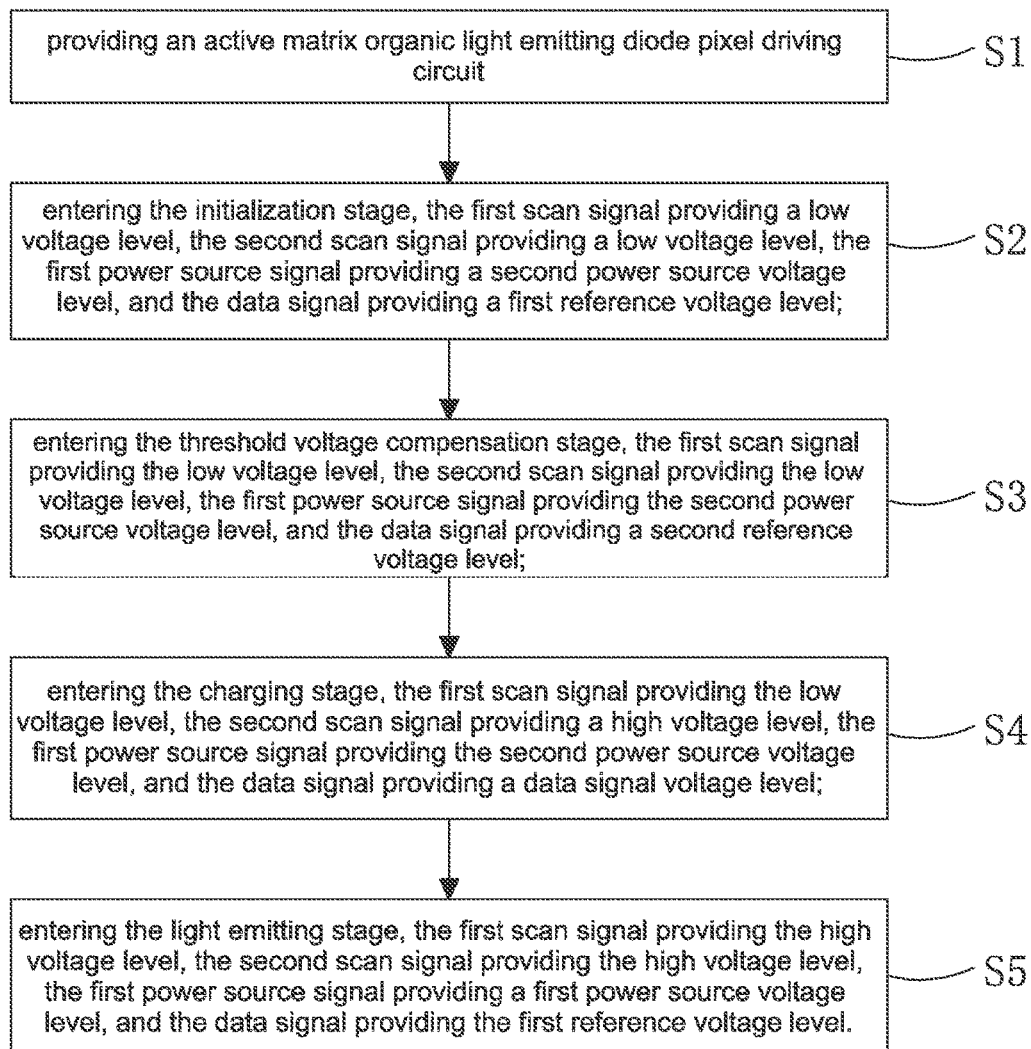 providing an active matrix organic light emitting diode pixel driving
circuit
S1
entering the initialization stage, the first scan signal providing a low
voltage level, the second scan signal providing a low voltage level, the
first power source signal providing a second power source voltage
level, and the data signal providing a first reference voltage level;
S2
entering the threshold voltage compensation stage, the first scan signal
providing the low voltage level, the second scan signal providing the low
voltage level, the first power source signal providing the second power
source voltage level, and the data signal providing a second reference
voltage level;
S3
entering the charging stage, the first scan signal providing the low
voltage level, the second scan signal providing a high voltage level, the
first power source signal providing the second power source voltage
level, and the data signal providing a data signal voltage level;
S4
entering the light emitting stage, the first scan signal providing the high
voltage level, the second scan signal providing the high voltage level,
the first power source signal providing a first power source voltage
level, and the data signal providing the first reference voltage level.
S5